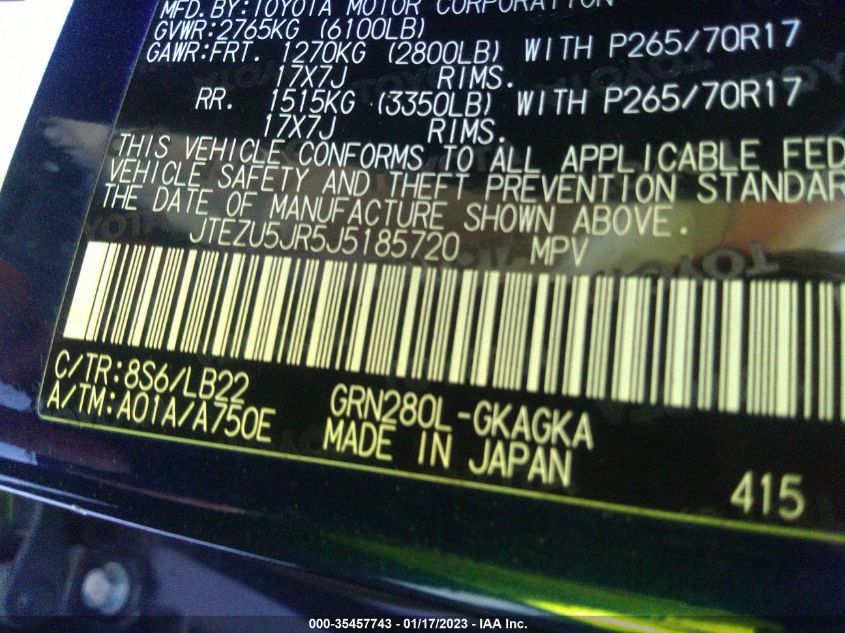 MFD.BY:TOYOTA MOTOR CORPORATION
GVWR:2765KG (6100LB)
GAWR:FRT. 1270KG (2800LB) WITH P265/70R17
17X7J RIMS.
RR. 1515KG (3350LB) WITH P265/70R17
17X7J RIMS.
THIS VEHICLE CONFORMS TO ALL APPLICABLE FED
VEHICLE SAFETY AND THEFT PREVENTION STANDAR
THE DATE OF MANUFACTURE SHOWN ABOVE.
JTEZU5JR5J5185720 MPV
C/TR:8S6/LB22
A/TM:A01A/A750E
GRN280L-GKAGKA
MADE IN JAPAN
415
000-35457743 - 01/17/2023 - IAA Inc.